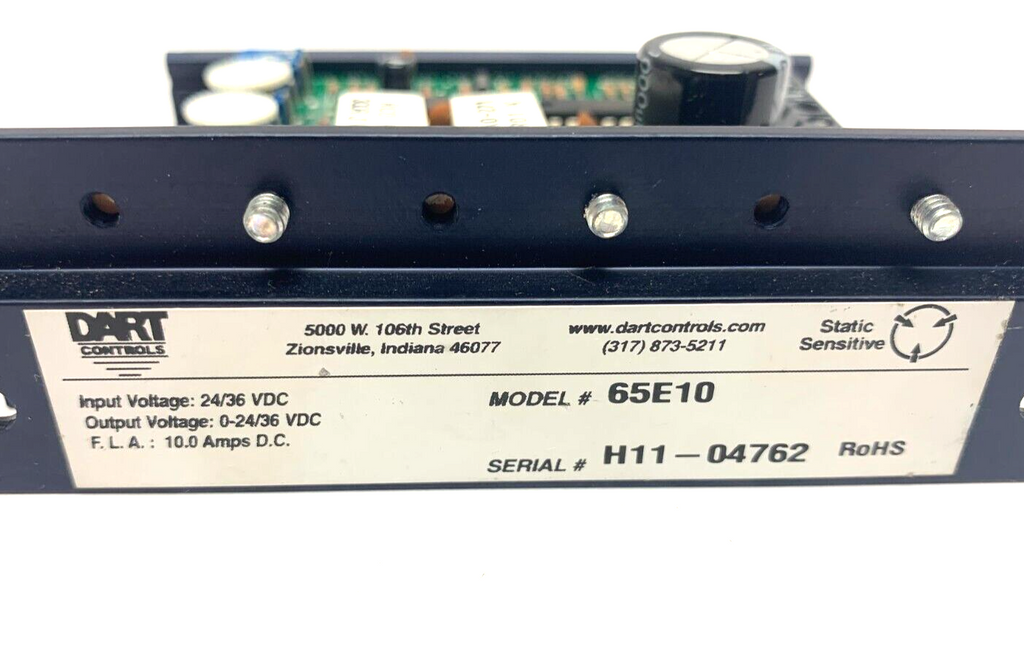 DART
CONTROLS
5000 W. 106th Street
Zionsville, Indiana 46077
www.dartcontrols.com
(317) 873-5211
Static
Sensitive
Input Voltage: 24/36 VDC
Output Voltage: 0-24/36 VDC
F. L. A. : 10.0 Amps D.C.
MODEL # 65E10
SERIAL # H11-04762 RoHS